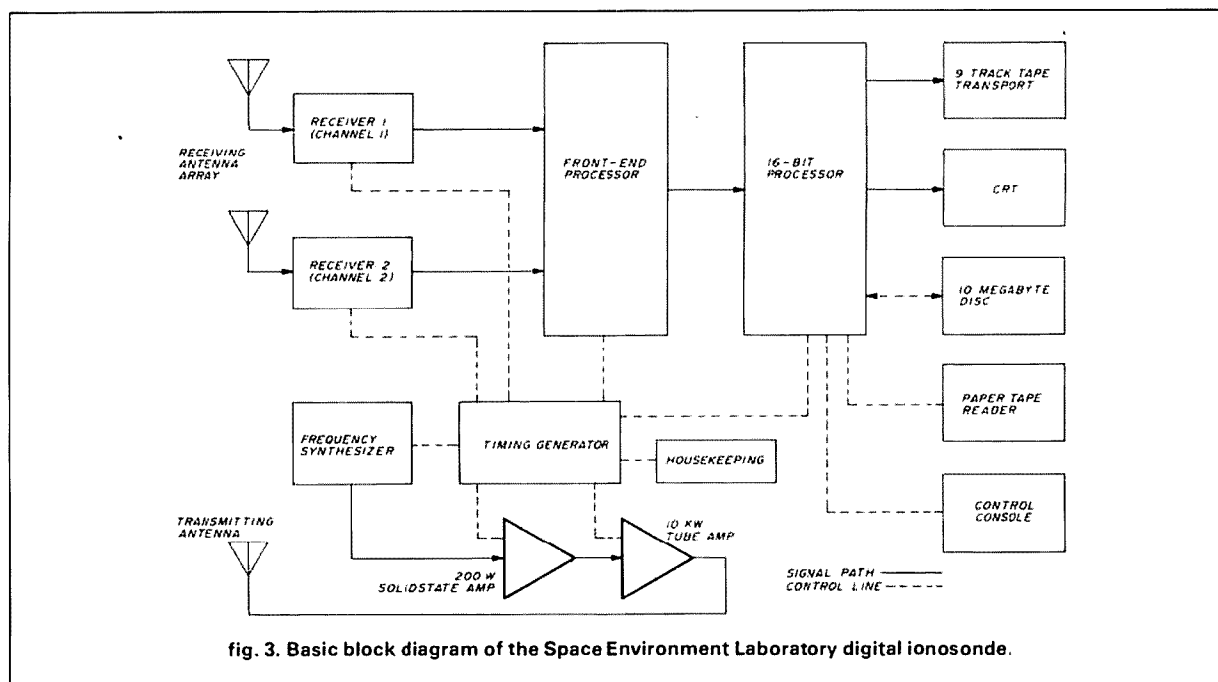 RECEIVER 1
(CHANNEL 1)
RECEIVING
ANTENNA
ARRAY
RECEIVER 2
(CHANNEL 2)
FRONT-END
PROCESSOR
16-BIT
PROCESSOR
9 TRACK TAPE
TRANSPORT
CRT
10 MEGABYTE
DISC
PAPER TAPE
READER
CONTROL
CONSOLE
FREQUENCY
SYNTHESIZER
TIMING GENERATOR
HOUSEKEEPING
TRANSMITTING
ANTENNA
200 W
SOLIDSTATE AMP
10 KW
TUBE AMP
SIGNAL PATH
CONTROL LINE
fig. 3. Basic block diagram of the Space Environment Laboratory digital ionosonde.